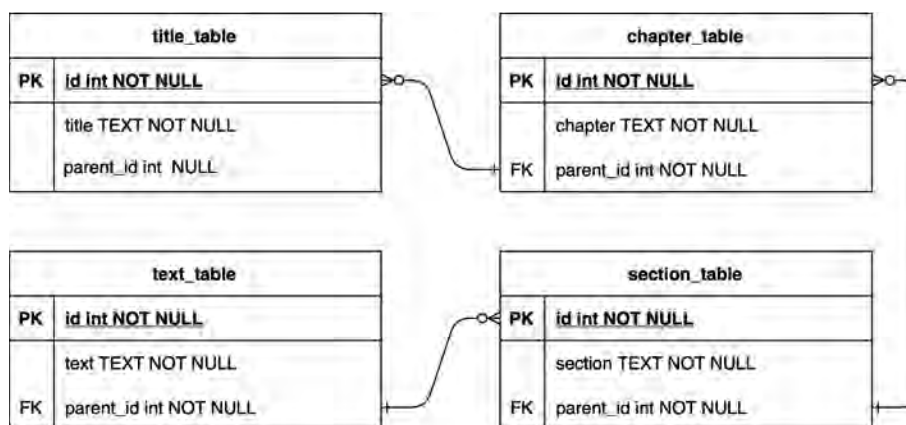 title_table
PK id int NOT NULL
title TEXT NOT NULL
parent_id int NULL
chapter_table
PK id int NOT NULL
chapter TEXT NOT NULL
FK parent_id int NOT NULL
text_table
PK id int NOT NULL
text TEXT NOT NULL
FK parent_id int NOT NULL
section_table
PK id int NOT NULL
section TEXT NOT NULL
FK parent_id int NOT NULL